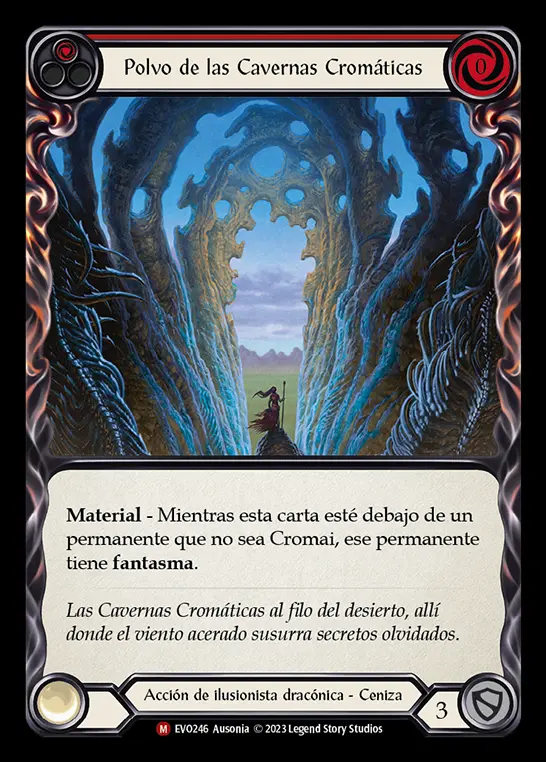 Polvo de las Cavernas Cromáticas
0
Material - Mientras esta carta esté debajo de un
permanente que no sea Cromai, ese permanente
tiene fantasma.
Las Cavernas Cromáticas al filo del desierto, allí
donde el viento acerado susurra secretos olvidados.
Acción de ilusionista dracónica - Ceniza
3
M EVO246 Ausonia © 2023 Legend Story Studios